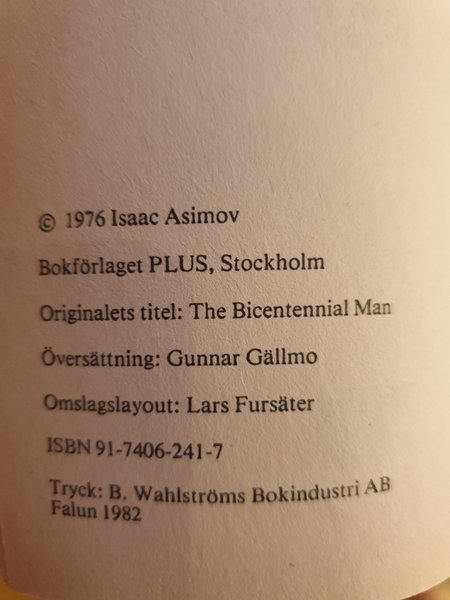 © 1976 Isaac Asimov
Bokförlaget PLUS, Stockholm
Originalets titel: The Bicentennial Man
Översättning: Gunnar Gällmo
Omslagslayout: Lars Fursäter
ISBN 91-7406-241-7
Tryck: B. Wahlströms Bokindustri AB
Falun 1982